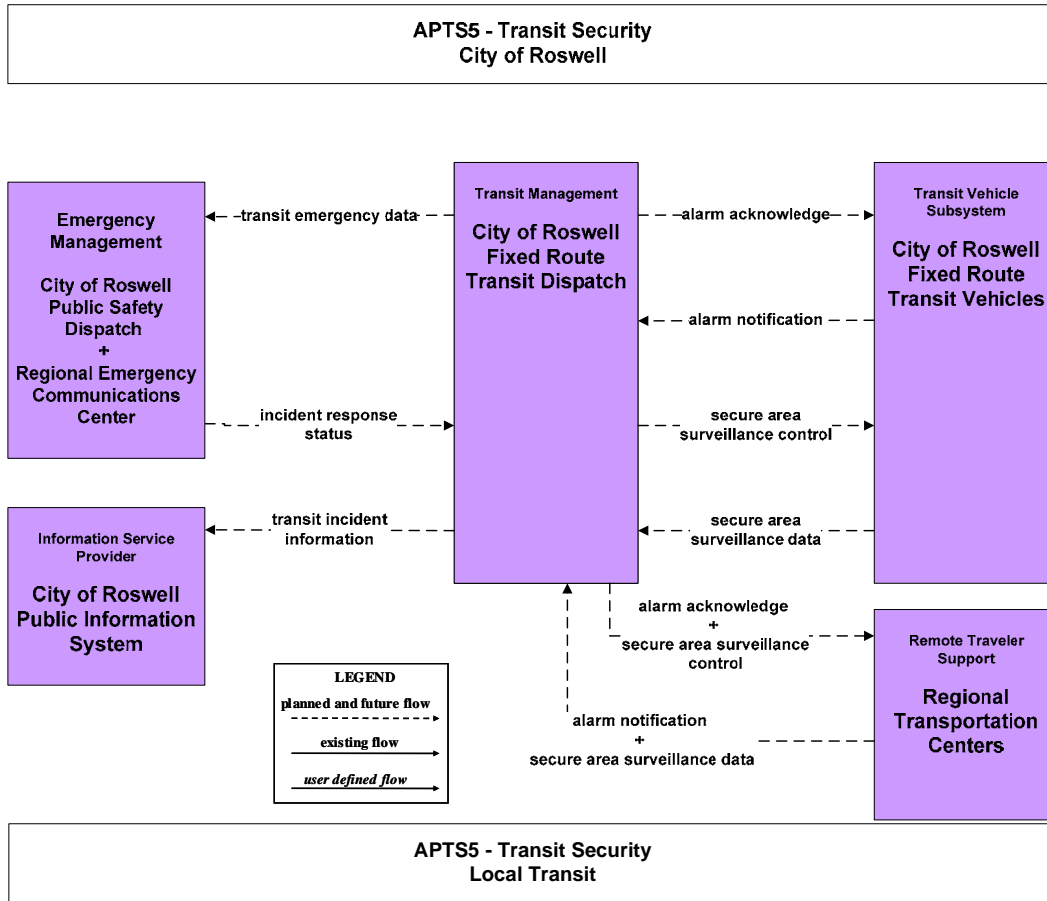 APTS5 - Transit Security
City of Roswell
Emergency
Management
City of Roswell
Public Safety
Dispatch
+
Regional Emergency
Communications
Center
transit emergency data
incident response
status
Transit Management
City of Roswell
Fixed Route
Transit Dispatch
alarm acknowledge
alarm notification
secure area
surveillance control
secure area
surveillance data
Transit Vehicle
Subsystem
City of Roswell
Fixed Route
Transit Vehicles
Information Service
Provider
City of Roswell
Public Information
System
transit incident
information
alarm acknowledge
+
secure area surveillance
control
alarm notification
+
secure area surveillance data
Remote Traveler
Support
Regional
Transportation
Centers
LEGEND
planned and future flow
existing flow
user defined flow
APTS5 - Transit Security
Local Transit